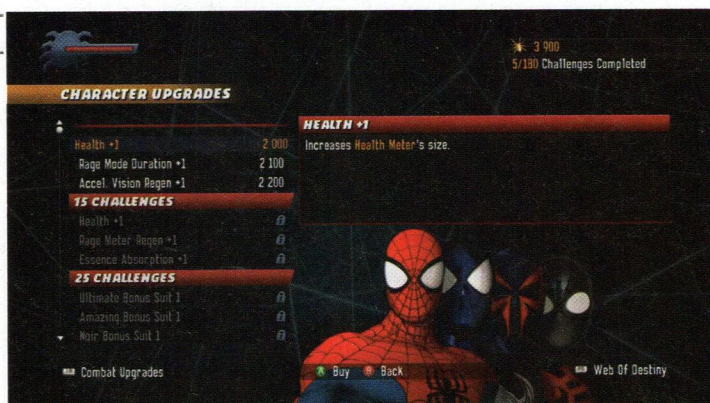 3 900
5/180 Challenges Completed
CHARACTER UPGRADES
Health +1 2 000
Rage Mode Duration +1 2 100
Accel. Vision Regen +1 2 200
15 CHALLENGES
Health +1
Rage Meter Regen +1
Essence Absorption +1
25 CHALLENGES
Ultimate Bonus Suit 1
Amazing Bonus Suit 1
Noir Bonus Suit 1
HEALTH +1
Increases Health Meter's size.
Combat Upgrades
A Buy B Back
Web Of Destiny